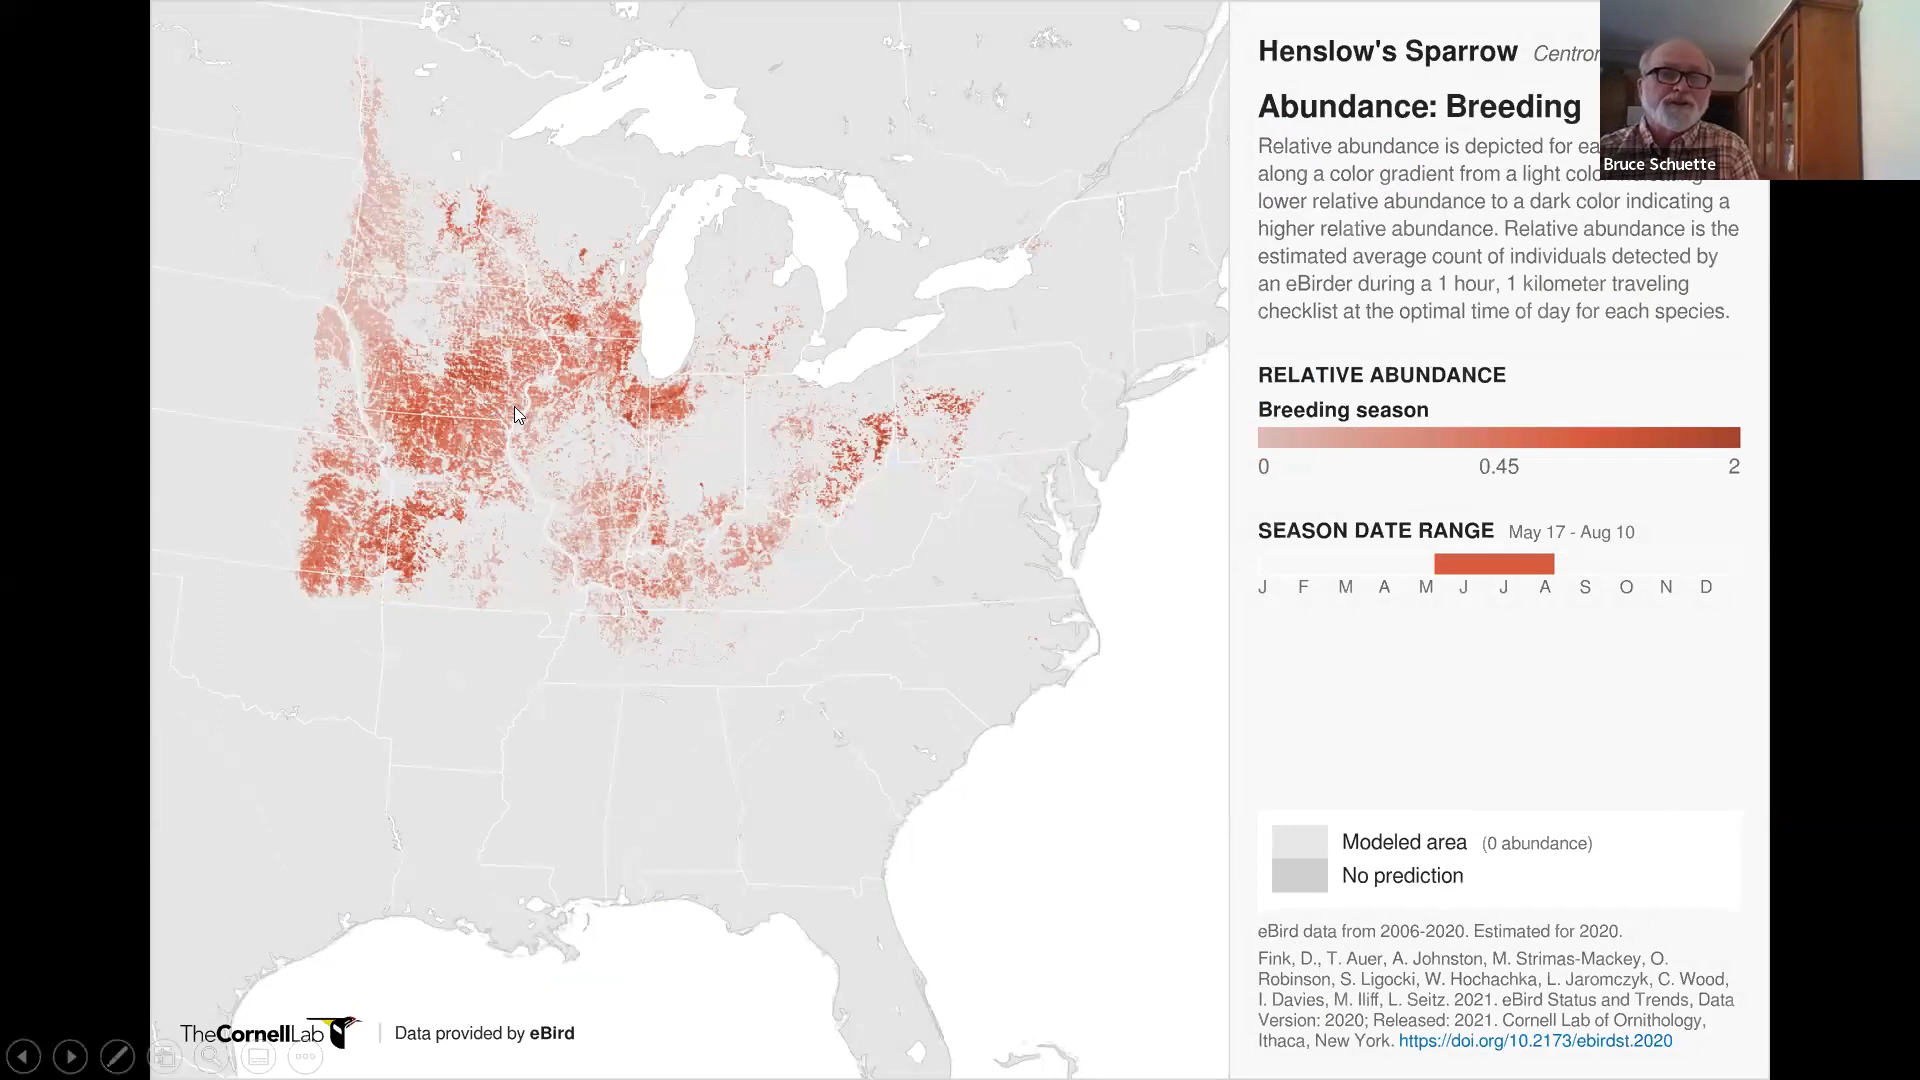 Henslow's Sparrow
Abundance: Breeding
Relative abundance is depicted for
along a color gradient from a light
lower relative abundance to a dark color indicating a
higher relative abundance. Relative abundance is the
estimated average count of individuals detected by
an eBirder during a 1 hour, 1 kilometer traveling
checklist at the optimal time of day for each species.
Bruce Schuette
RELATIVE ABUNDANCE
Breeding season
0 0.45 2
SEASON DATE RANGE May 17 - Aug 10
J F M A M J J A S O N D
Modeled area (0 abundance)
No prediction
eBird data from 2006-2020. Estimated for 2020.
Fink, D., T. Auer, A. Johnston, M. Strimas-Mackey, O.
Robinson, S. Ligocki, W. Hochachka, L. Jaromczyk, C. Wood,
I. Davies, M. Iliff, L. Seitz. 2021. eBird Status and Trends, Data
Version: 2020; Released: 2021. Cornell Lab of Ornithology,
Ithaca, New York. https://doi.org/10.2173/ebirdst.2020
TheCornellLab Data provided by eBird